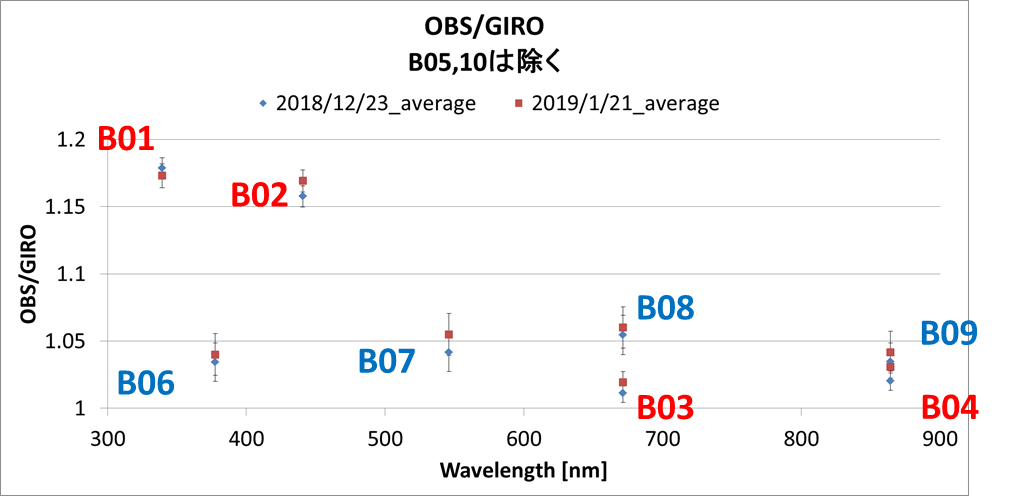 OBS/GIRO
B05,10は除く
2018/12/23_average
2019/1/21_average
1.2
1.15
1.1
1.05
1
OBS/GIRO
B01
B02
B08
B09
B07
B06
B03
B04
300
400
500
600
700
800
900
Wavelength [nm]